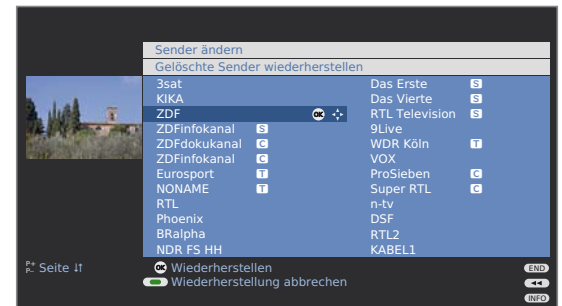 Sender ändern
Gelöschte Sender wiederherstellen
3sat
KIKA
ZDF OK
ZDFinfokanal S
ZDFdokukanal C
ZDFinfokanal C
Eurosport T
NONAME T
RTL
Phoenix
BRalpha
NDR FS HH
Das Erste S
Das Vierte S
RTL Television S
9Live
WDR Köln T
VOX
ProSieben C
Super RTL C
n-tv
DSF
RTL2
KABEL1
P+ P– Seite ↓↑
OK Wiederherstellen
Wiederherstellung abbrechen
END
INFO